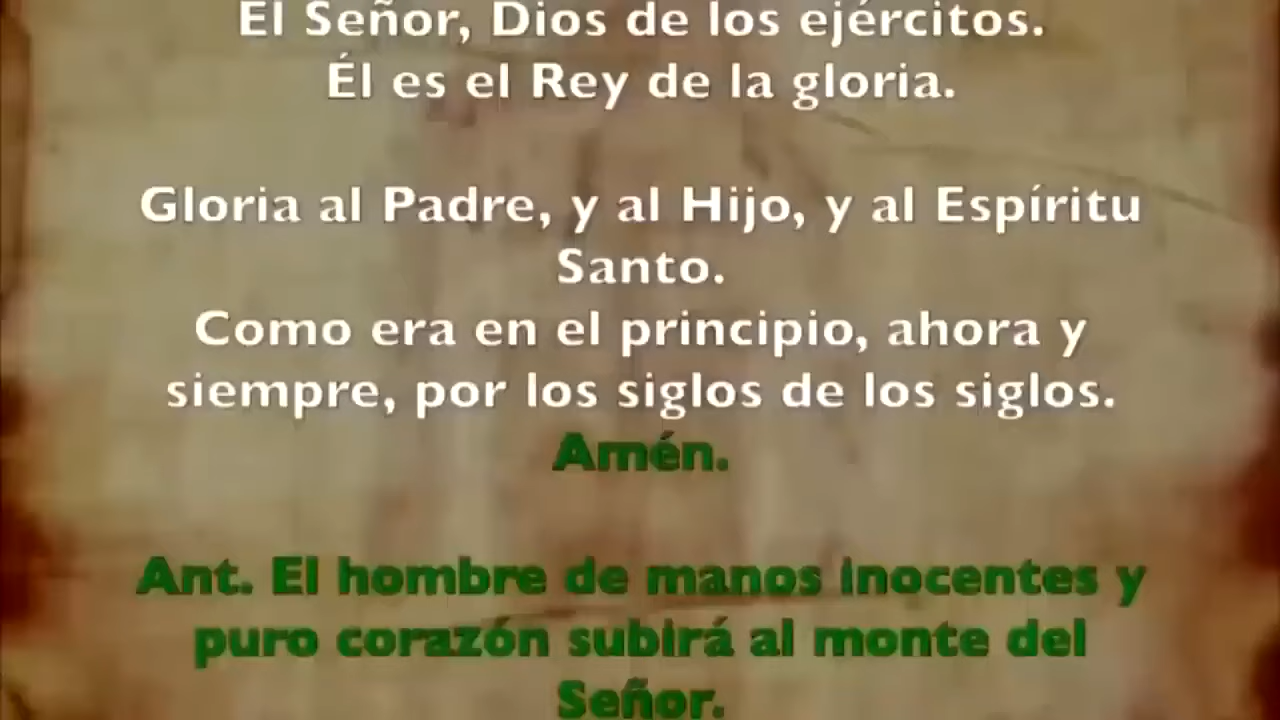 El Señor, Dios de los ejércitos.
Él es el Rey de la gloria.
Gloria al Padre, y al Hijo, y al Espíritu
Santo.
Como era en el principio, ahora y
siempre, por los siglos de los siglos.
Amén.
Ant. El hombre de manos inocentes y
puro corazón subirá al monte del
Señor.